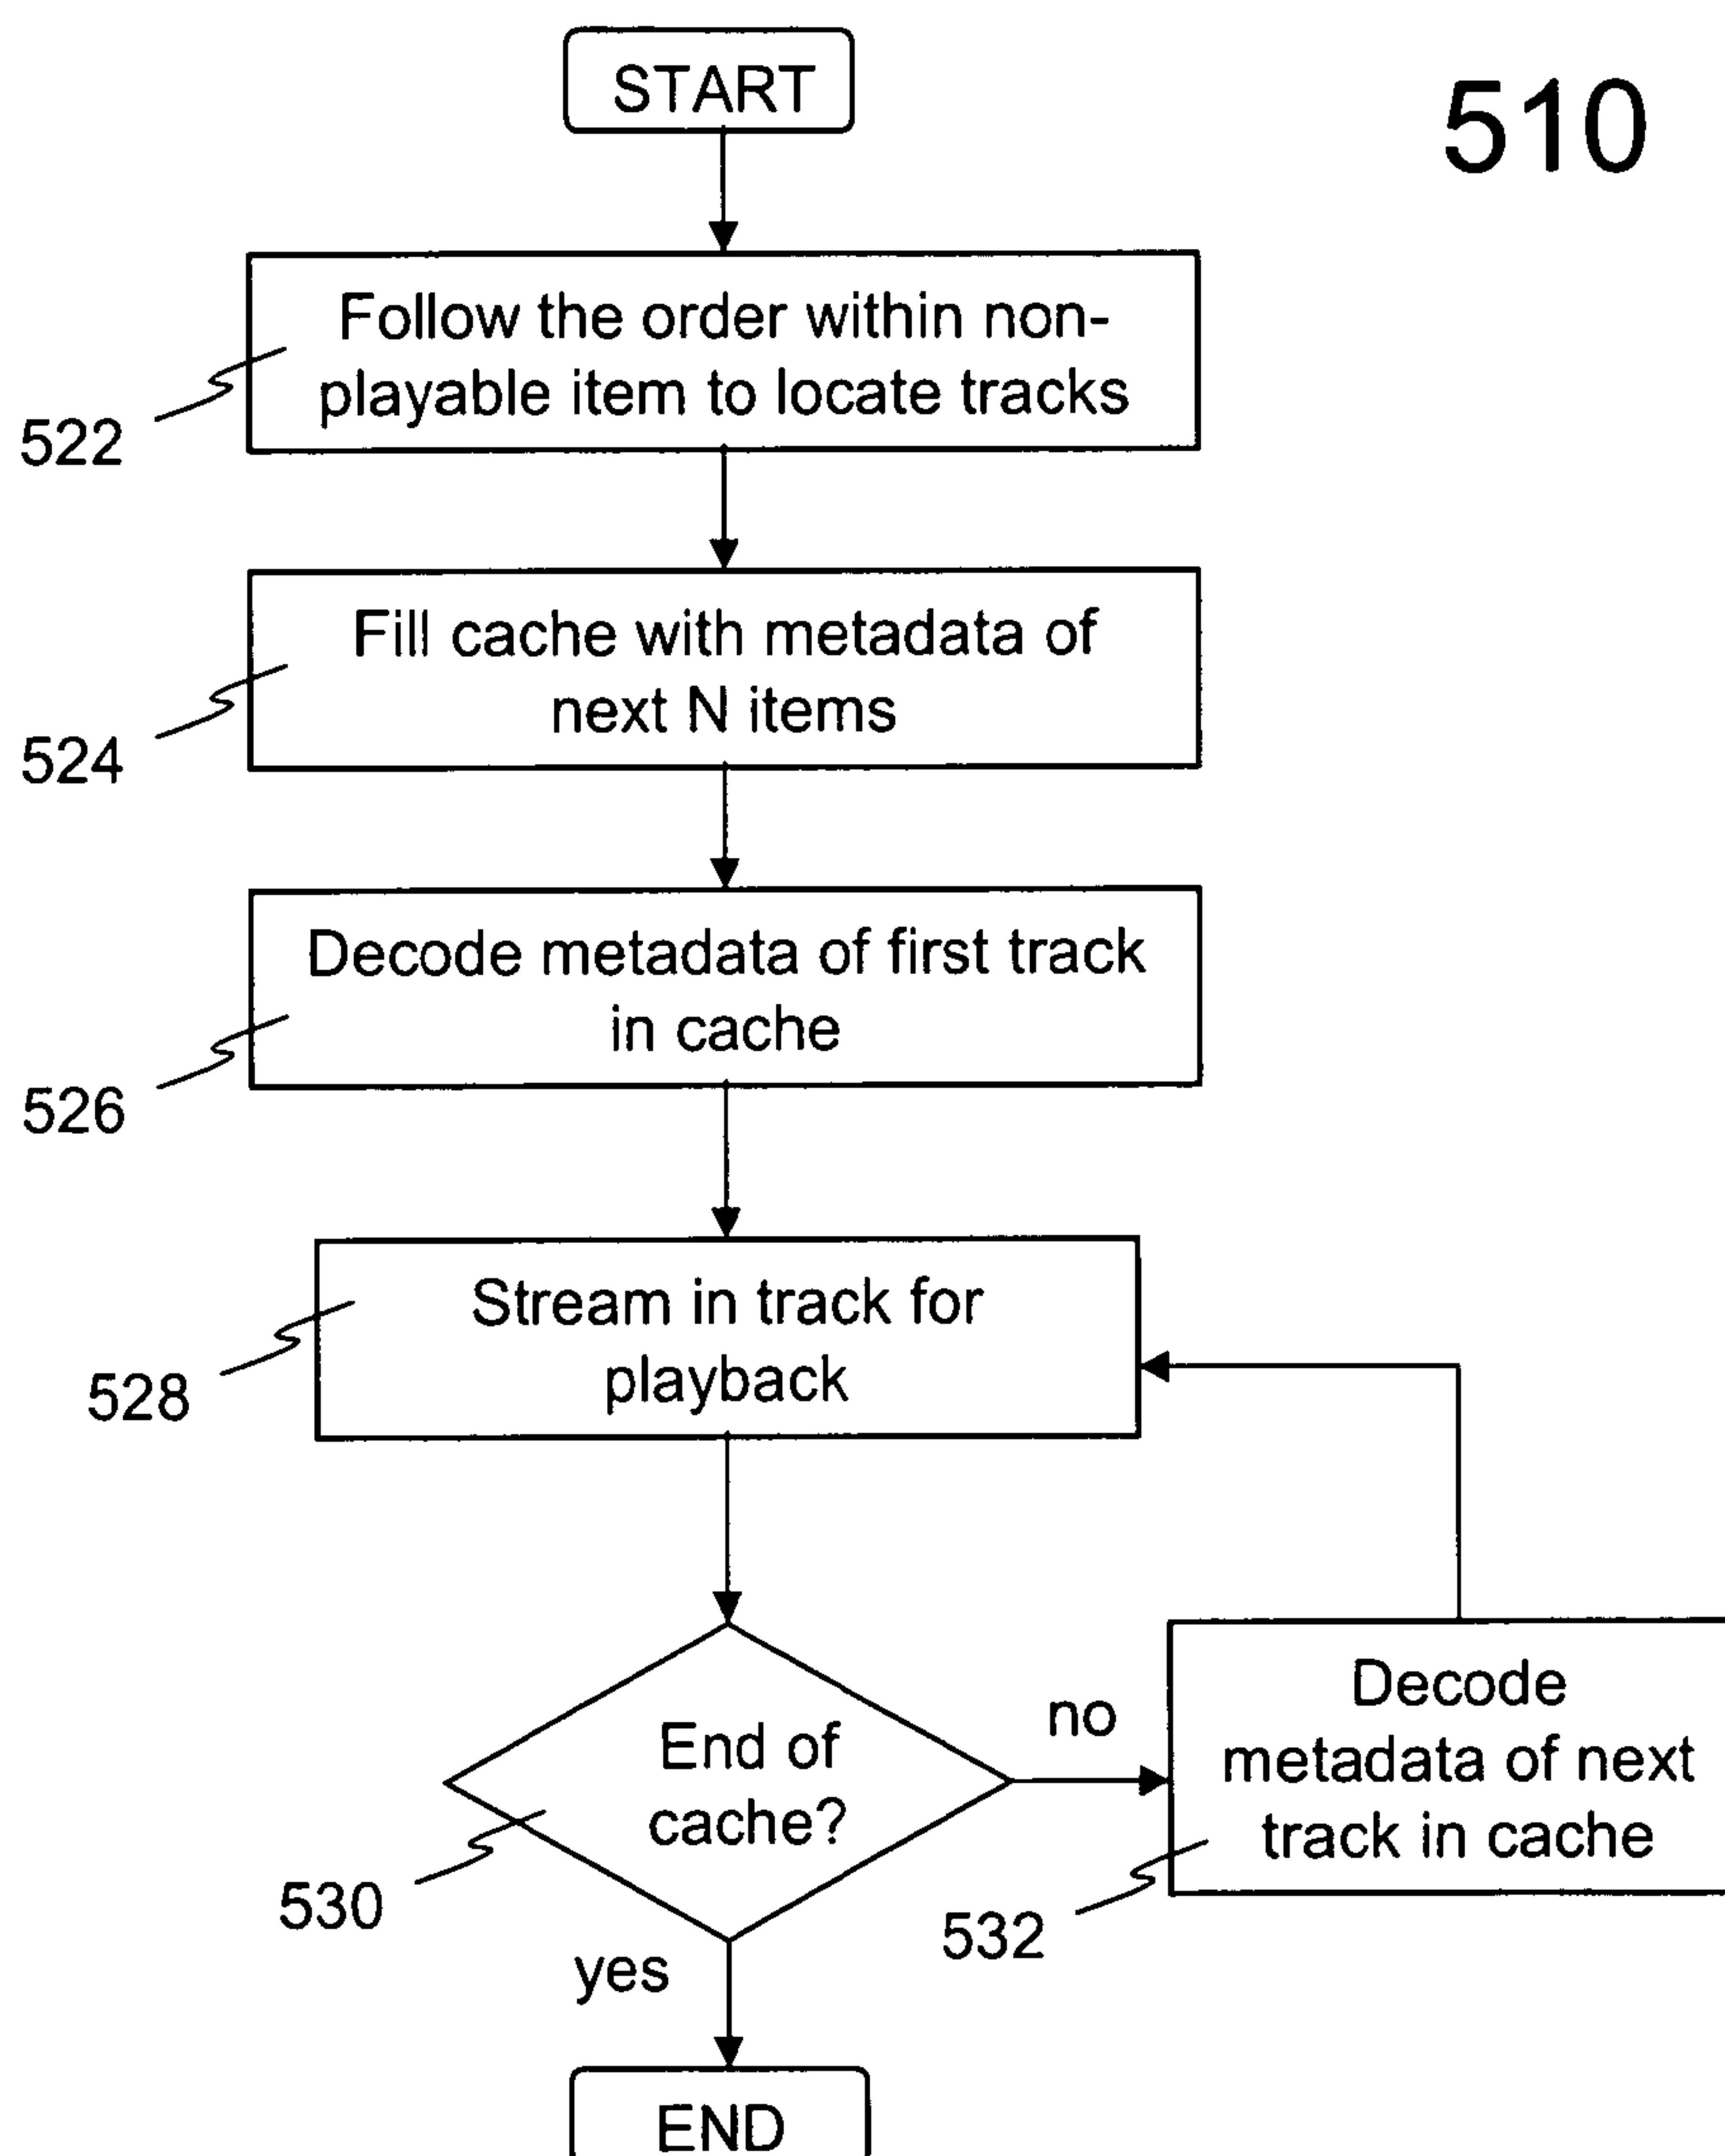 START
510
Follow the order within non-
playable item to locate tracks
522
Fill cache with metadata of
next N items
524
Decode metadata of first track
in cache
526
Stream in track for
playback
528
End of
cache?
530
no
Decode
metadata of next
track in cache
532
yes
END